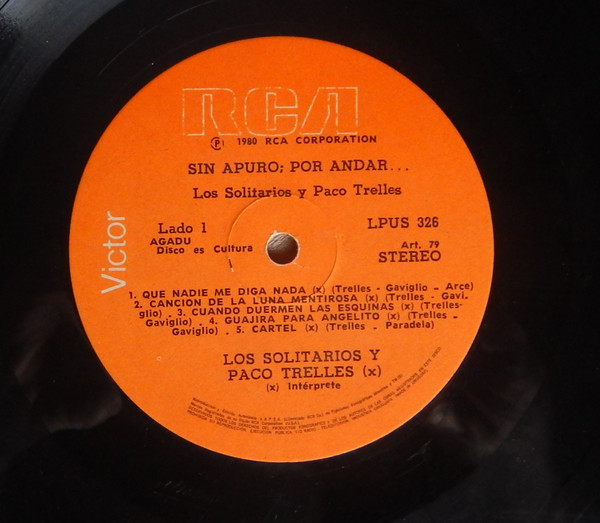 RCA
Ⓟ 1980 RCA CORPORATION
SIN APURO; POR ANDAR...
Los Solitarios y Paco Trelles
Victor
Lado 1
LPUS 326
AGADU
Disco es Cultura
Art. 79
STEREO
1. QUE NADIE ME DIGA NADA (x) (Trelles - Gaviglio - Arce)
2. CANCION DE LA LUNA MENTIROSA (x) (Trelles - Gavi.
glio) . 3. CUANDO DUERMEN LAS ESQUINAS (x) (Trelles-
Gaviglio) . 4. GUAJIRA PARA ANGELITO (x) (Trelles -
Gaviglio) . 5. CARTEL (x) (Trelles - Paradela)
LOS SOLITARIOS Y
PACO TRELLES (x)
(x) Intérprete